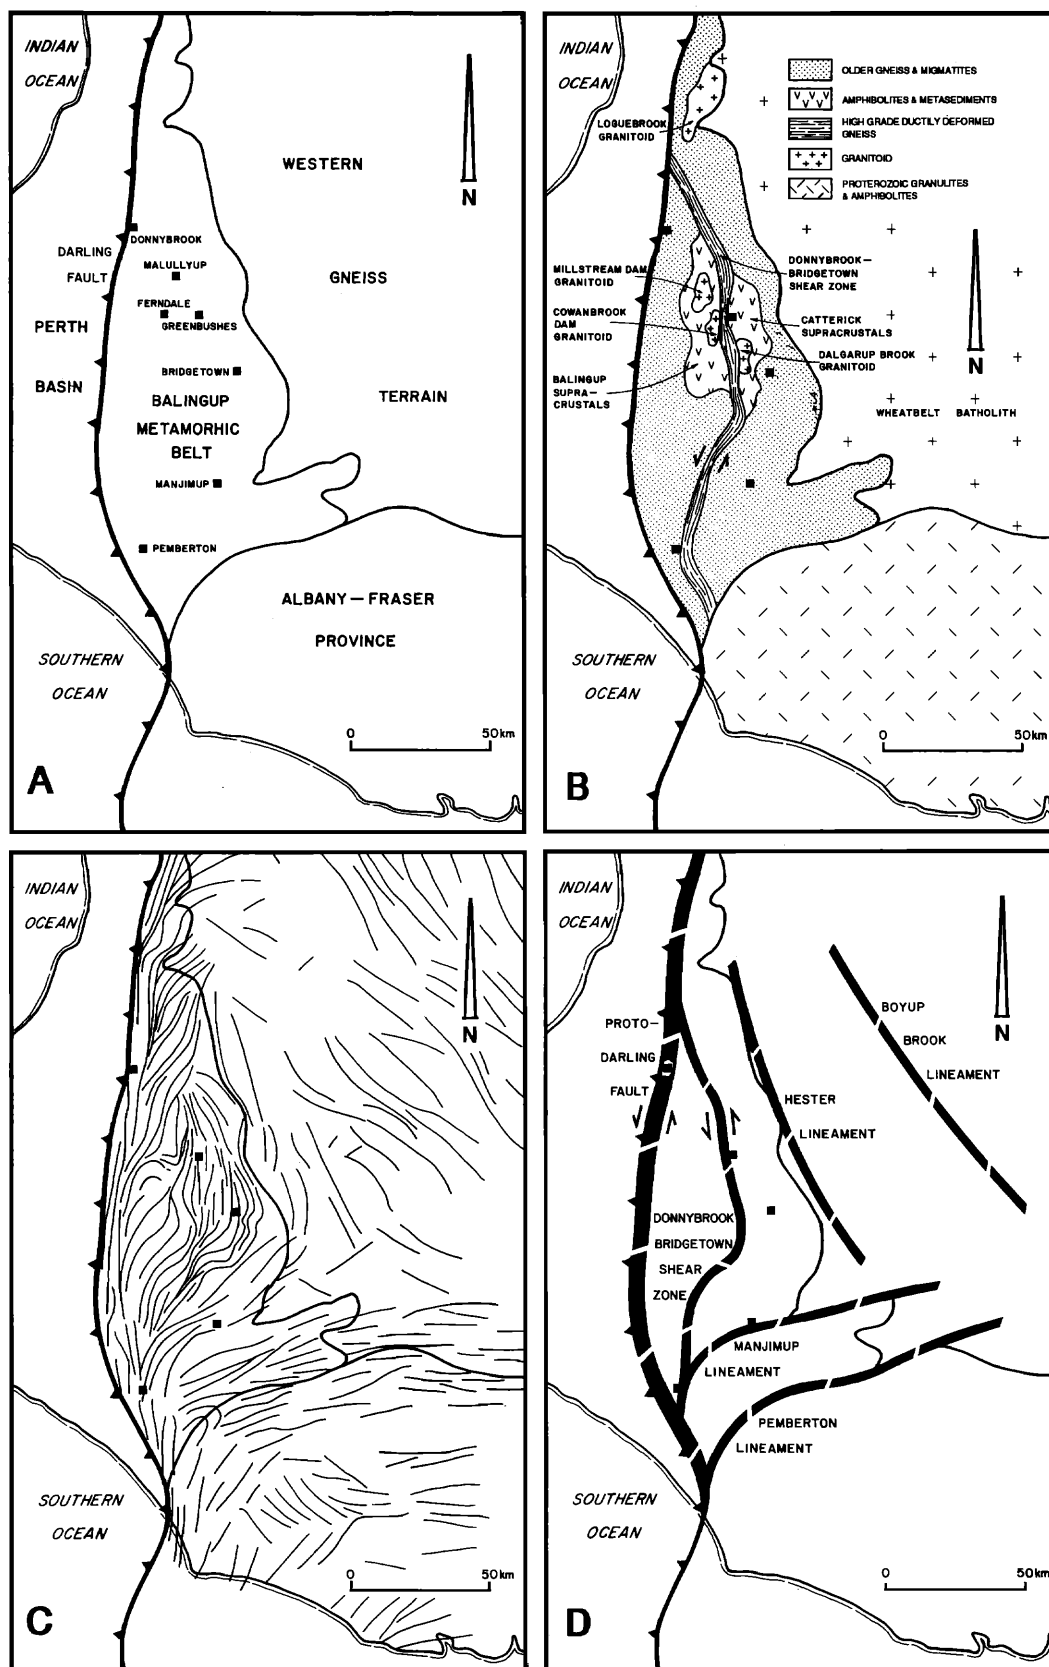 INDIAN
OCEAN
WESTERN
N
DONNYBROOK
DARLING
FAULT
MALULLYUP
GNEISS
FERNDALE
GREENBUSHES
PERTH
BASIN
BRIDGETOWN
TERRAIN
BALINGUP
METAMORHIC
BELT
MANJIMUP
PEMBERTON
ALBANY—FRASER
PROVINCE
SOUTHERN
OCEAN
0 50km
A
INDIAN
OCEAN
OLDER GNEISS & MIGMATITES
AMPHIBOLITES & METASEDIMENTS
HIGH GRADE DUCTILY DEFORMED
GNEISS
GRANITOID
PROTEROZOIC GRANULITES
& AMPHIBOLITES
LOGUEBROOK
GRANITOID
DONNYBROOK—
BRIDGETOWN
SHEAR ZONE
MILLSTREAM DAM
GRANITOID
COWANBROOK
DAM
GRANITOID
CATTERICK
SUPRACRUSTALS
DALGARUP BROOK
GRANITOID
BALINGUP
SUPRA-
CRUSTALS
N
WHEATBELT BATHOLITH
SOUTHERN
OCEAN
0 50km
B
INDIAN
OCEAN
N
SOUTHERN
OCEAN
0 50km
C
INDIAN
OCEAN
BOYUP
BROOK
LINEAMENT
N
PROTO-
DARLING
FAULT
HESTER
LINEAMENT
DONNYBROOK
BRIDGETOWN
SHEAR
ZONE
MANJIMUP
LINEAMENT
PEMBERTON
LINEAMENT
SOUTHERN
OCEAN
0 50km
D